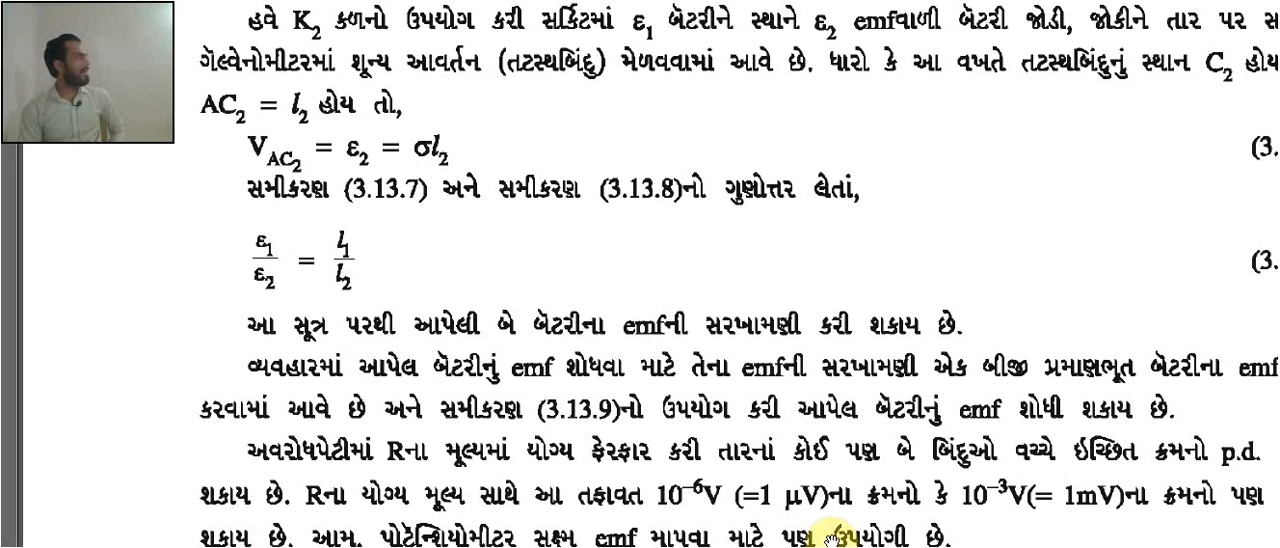 હવે K₂ કળનો ઉપયોગ કરી સર્કિટમાં ε₁ બૅટરીને સ્થાને ε₂ emfવાળી બૅટરી જોડી, જોકીને તાર પર સ
ગૅલ્વેનોમીટરમાં શૂન્ય આવર્તન (તટસ્થબિંદુ) મેળવવામાં આવે છે. ધારો કે આ વખતે તટસ્થબિંદુનું સ્થાન C₂ હોય
AC₂ = l₂ હોય તો,
V_AC₂ = ε₂ = σl₂ (3.
સમીકરણ (3.13.7) અને સમીકરણ (3.13.8)નો ગુણોત્તર લેતાં,
ε₁/ε₂ = l₁/l₂ (3.
આ સૂત્ર પરથી આપેલી બે બૅટરીના emfની સરખામણી કરી શકાય છે.
વ્યવહારમાં આપેલ બૅટરીનું emf શોધવા માટે તેના emfની સરખામણી એક બીજી પ્રમાણભૂત બૅટરીના emf
કરવામાં આવે છે અને સમીકરણ (3.13.9)નો ઉપયોગ કરી આપેલ બૅટરીનું emf શોધી શકાય છે.
અવરોધપેટીમાં Rના મૂલ્યમાં યોગ્ય ફેરફાર કરી તારનાં કોઈ પણ બે બિંદુઓ વચ્ચે ઇચ્છિત ક્રમનો p.d.
શકાય છે. Rના યોગ્ય મૂલ્ય સાથે આ તફાવત 10⁻⁶V (=1 μV)ના ક્રમનો કે 10⁻³V(= 1mV)ના ક્રમનો પણ
શકાય છે. આમ, પોટૅન્શિયોમીટર સૂક્ષ્મ emf માપવા માટે પણ ઉપયોગી છે.